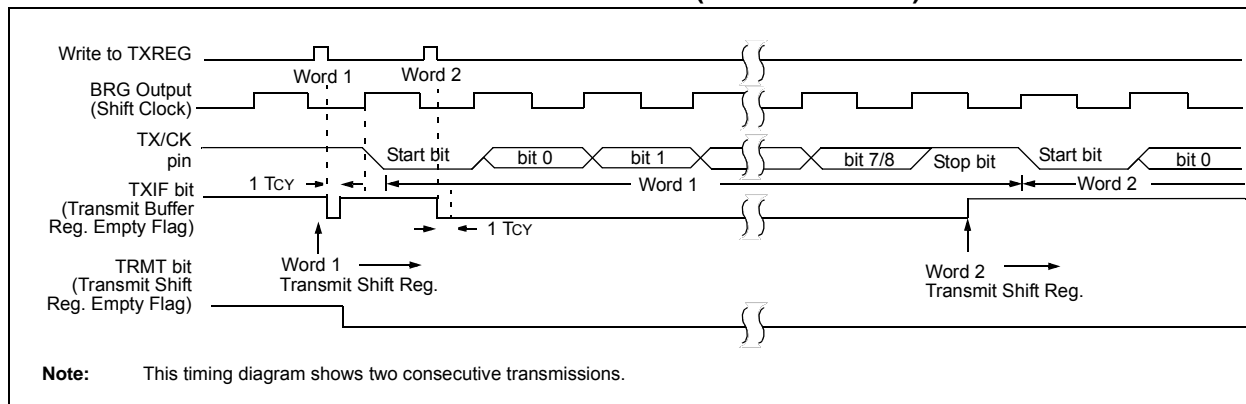 Write to TXREG
Word 1
Word 2
BRG Output
(Shift Clock)
TX/CK
pin
Start bit
bit 0
bit 1
bit 7/8
Stop bit
Start bit
bit 0
1 TCY
Word 1
Word 2
TXIF bit
(Transmit Buffer
Reg. Empty Flag)
1 TCY
Word 1
Transmit Shift Reg.
Word 2
Transmit Shift Reg.
TRMT bit
(Transmit Shift
Reg. Empty Flag)
Note: This timing diagram shows two consecutive transmissions.